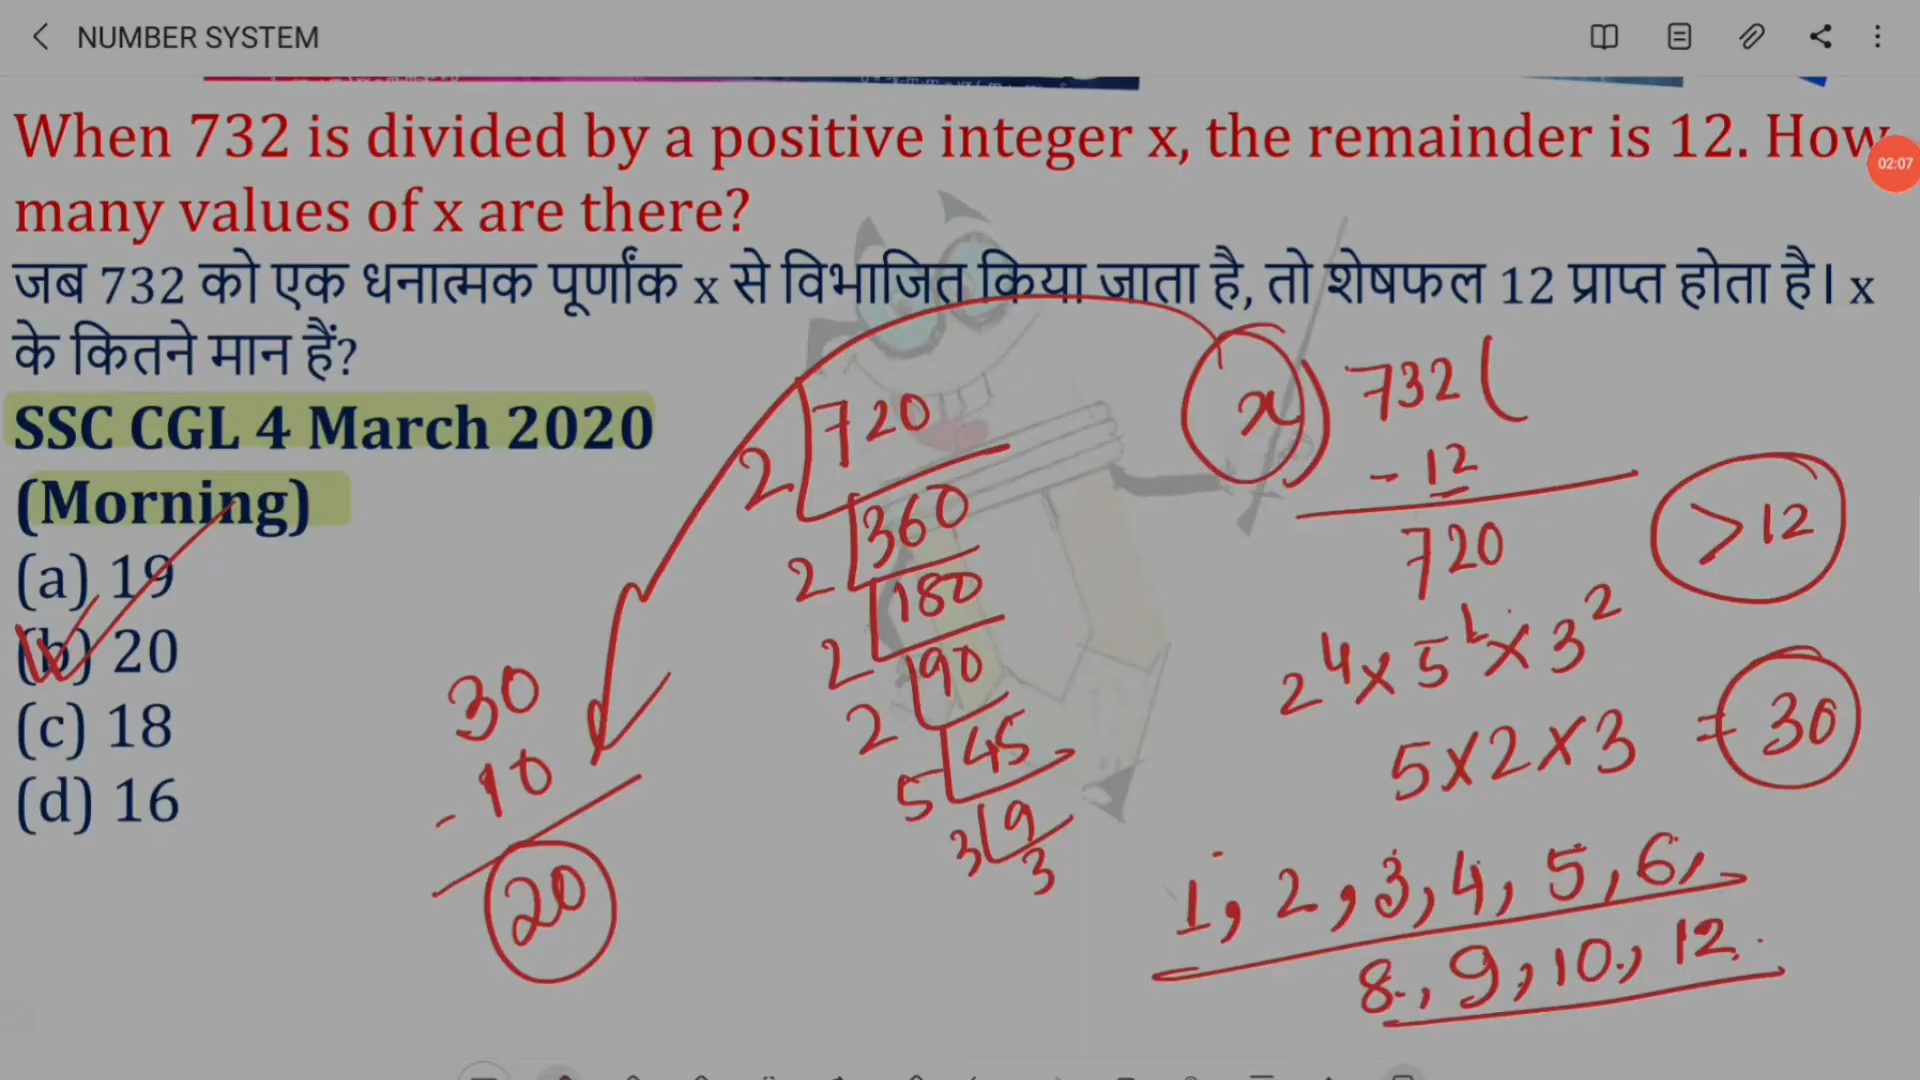 NUMBER SYSTEM
When 732 is divided by a positive integer x, the remainder is 12. How
02:07
many values of x are there?
जब 732 को एक धनात्मक पूर्णांक x से विभाजित किया जाता है, तो शेषफल 12 प्राप्त होता है। x
के कितने मान हैं?
SSC CGL 4 March 2020
(Morning)
(a) 19
(b) 20
(c) 18
(d) 16
x) 732 (
- 12
720
> 12
2 720
2 360
2 180
2 90
2 45
5 9
3 3
2⁴ × 5¹ × 3²
5 × 2 × 3 = 30
30
- 10
20
1, 2, 3, 4, 5, 6,
8, 9, 10, 12.